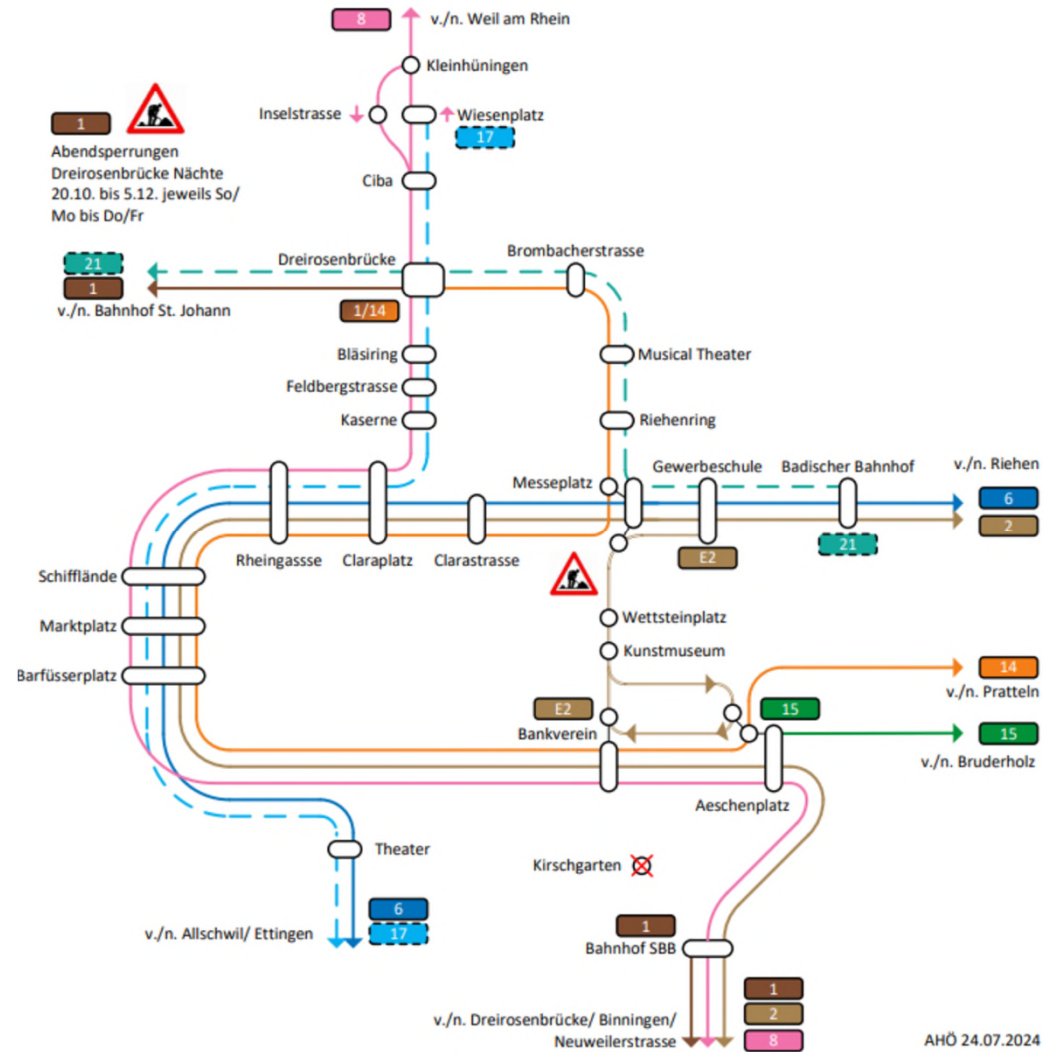 8
v./n. Weil am Rhein
Kleinhüningen
Inselstrasse
Wiesenplatz
17
1
Abendsperrungen
Dreirosenbrücke Nächte
20.10. bis 5.12. jeweils So/
Mo bis Do/Fr
Ciba
Dreirosenbrücke
Brombacherstrasse
21
1
v./n. Bahnhof St. Johann
1/14
Bläsiring
Musical Theater
Feldbergstrasse
Kaserne
Riehenring
Messeplatz
Gewerbeschule
Badischer Bahnhof
v./n. Riehen
6
2
Rheingassse
Claraplatz
Clarastrasse
E2
21
Schifflände
Marktplatz
Barfüsserplatz
Wettsteinplatz
Kunstmuseum
14
v./n. Pratteln
E2
Bankverein
15
15
v./n. Bruderholz
Aeschenplatz
Theater
Kirschgarten
6
17
v./n. Allschwil/ Ettingen
1
Bahnhof SBB
1
2
8
v./n. Dreirosenbrücke/ Binningen/
Neuweilerstrasse
AHÖ 24.07.2024